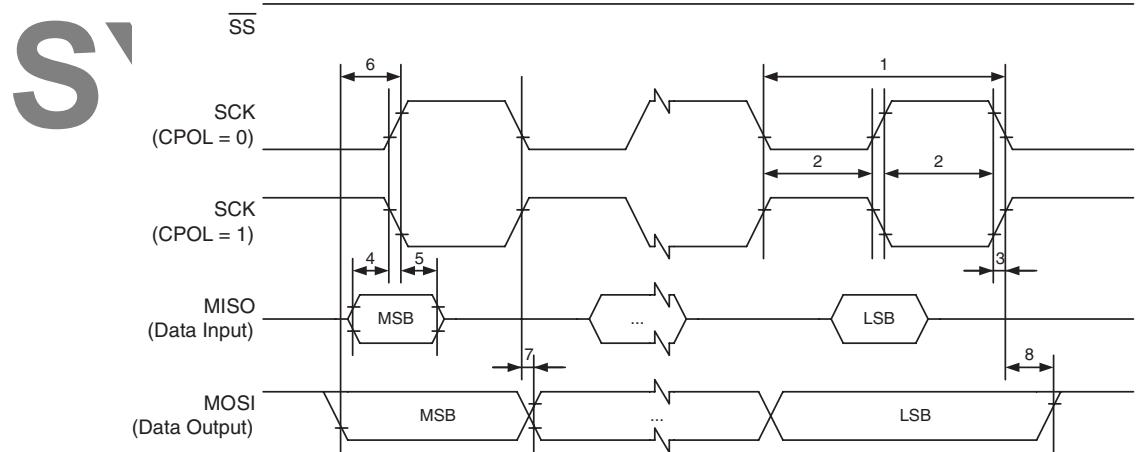 S
SS
6
1
SCK
(CPOL = 0)
2
2
SCK
(CPOL = 1)
4
5
3
MISO
(Data Input)
MSB
...
LSB
7
8
MOSI
(Data Output)
MSB
...
LSB